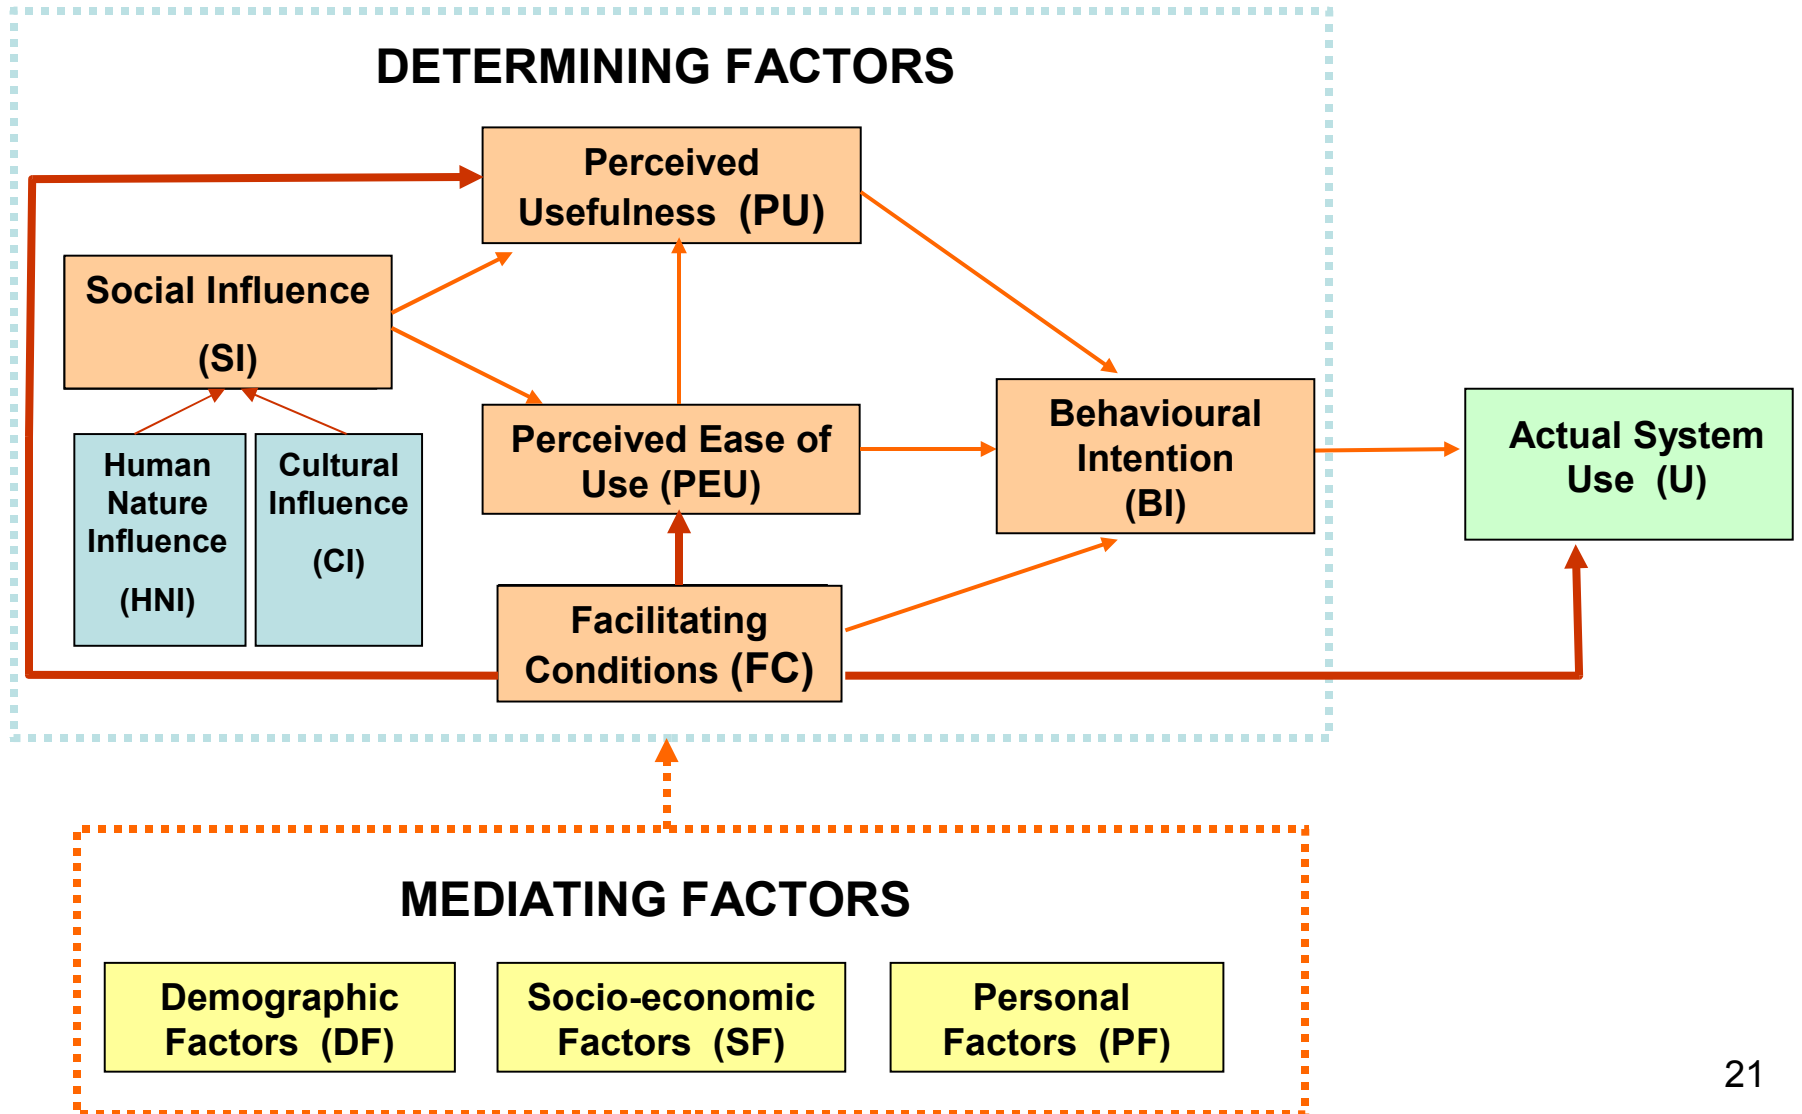 DETERMINING FACTORS
Perceived
Usefulness (PU)
Social Influence
(SI)
Human
Nature
Influence
(HNI)
Cultural
Influence
(CI)
Perceived Ease of
Use (PEU)
Facilitating
Conditions (FC)
Behavioural
Intention
(BI)
Actual System
Use (U)
MEDIATING FACTORS
Demographic
Factors (DF)
Socio-economic
Factors (SF)
Personal
Factors (PF)
21